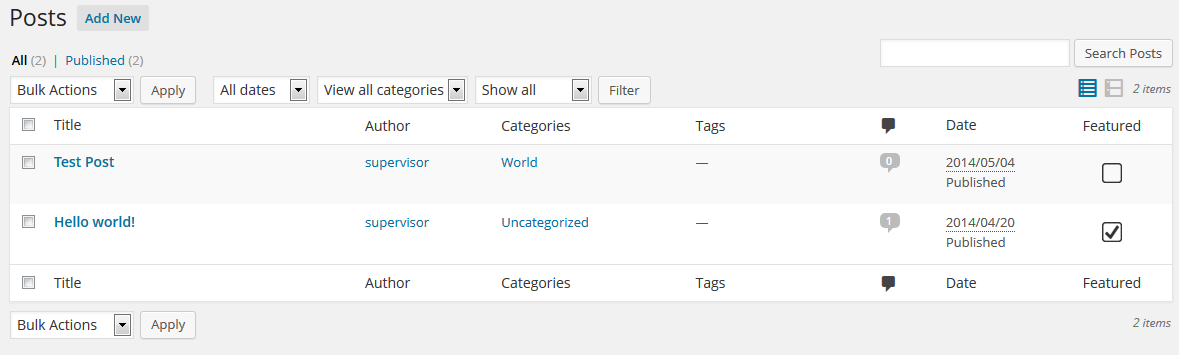 Posts Add New
All (2) | Published (2)
Search Posts
Bulk Actions Apply All dates View all categories Show all Filter 2 items
Title Author Categories Tags Date Featured
Test Post supervisor World — 0 2014/05/04
Published
Hello world! supervisor Uncategorized — 1 2014/04/20
Published
Title Author Categories Tags Date Featured
Bulk Actions Apply 2 items